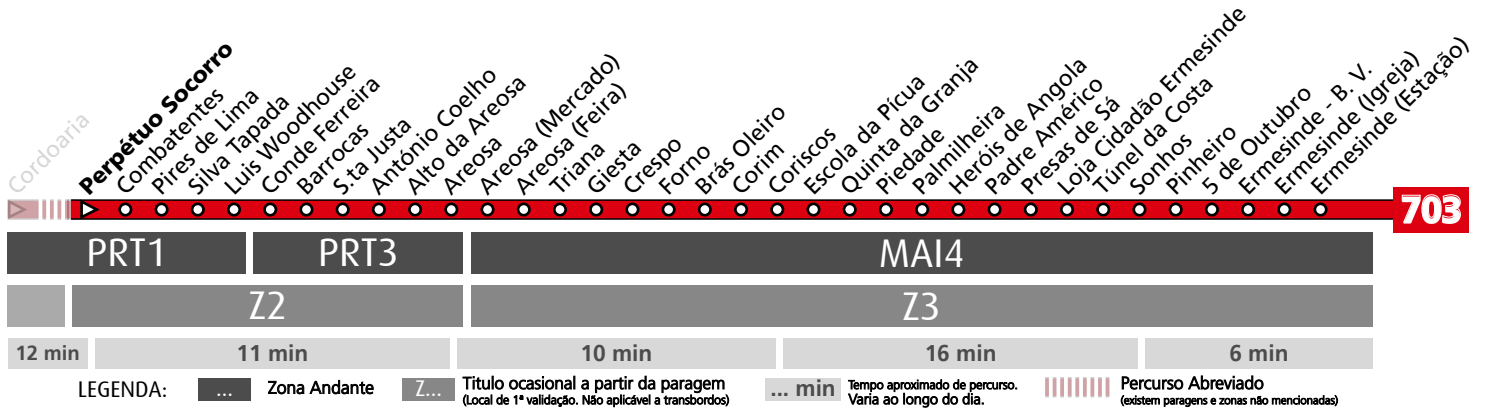 Cordoaria
Perpétuo Socorro
Combatentes
Pires de Lima
Silva Tapada
Luis Woodhouse
Conde Ferreira
Barrocas
S.ta Justa
António Coelho
Alto da Areosa
Areosa
Areosa (Mercado)
Areosa (Feira)
Triana
Giesta
Crespo
Forno
Brás Oleiro
Corim
Coriscos
Escola da Pícua
Quinta da Granja
Piedade
Palmilheira
Heróis de Angola
Padre Américo
Presas de Sá
Loja Cidadão Ermesinde
Túnel da Costa
Sonhos
Pinheiro
5 de Outubro
Ermesinde - B. V.
Ermesinde (Igreja)
Ermesinde (Estação)
703
PRT1 PRT3 MAI4
Z2 Z3
12 min 11 min 10 min 16 min 6 min
LEGENDA:
... Zona Andante
Z... Titulo ocasional a partir da paragem
(Local de 1ª validação. Não aplicável a transbordos)
... min Tempo aproximado de percurso.
Varia ao longo do dia.
Percurso Abreviado
(existem paragens e zonas não mencionadas)